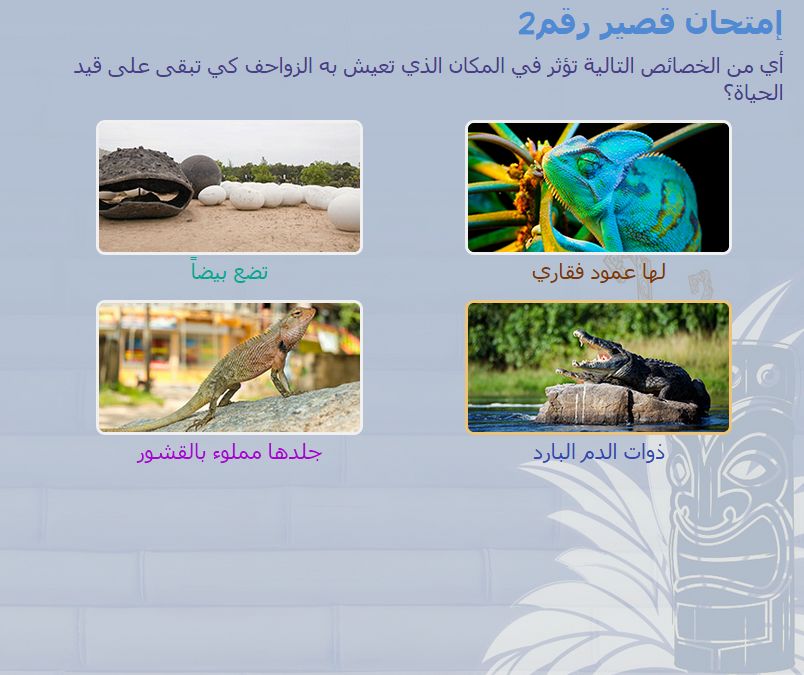 إمتحان قصير رقم2
أي من الخصائص التالية تؤثر في المكان الذي تعيش به الزواحف كي تبقى على قيد
الحياة؟
لها عمود فقاري
تضع بيضاً
ذوات الدم البارد
جلدها مملوء بالقشور